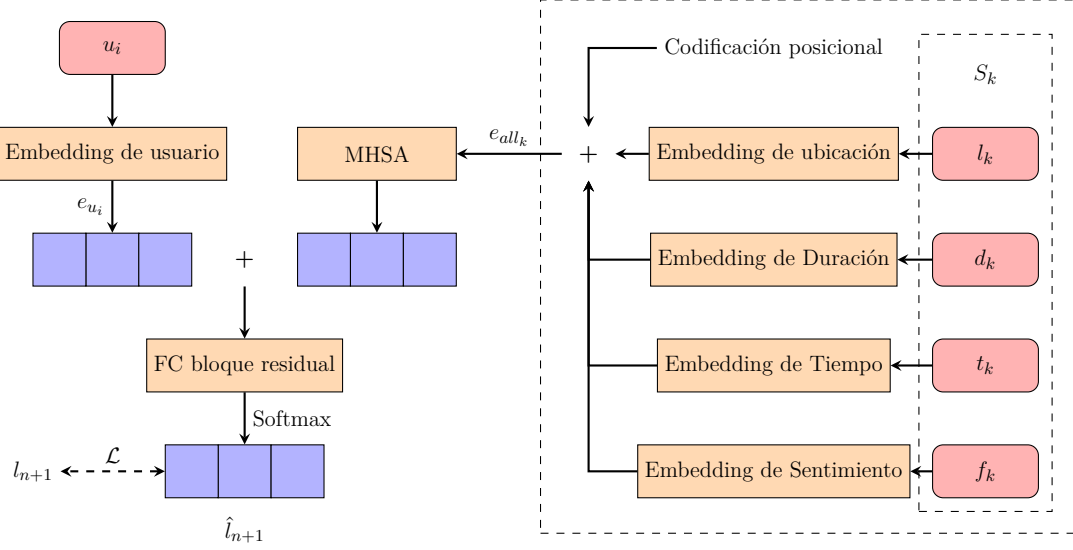 u_i
Codificación posicional
S_k
Embedding de usuario
MHSA
e_{all_k}
+
Embedding de ubicación
l_k
e_{u_i}
+
Embedding de Duración
d_k
FC bloque residual
Embedding de Tiempo
t_k
Softmax
l_{n+1}
ℒ
Embedding de Sentimiento
f_k
\hat{l}_{n+1}